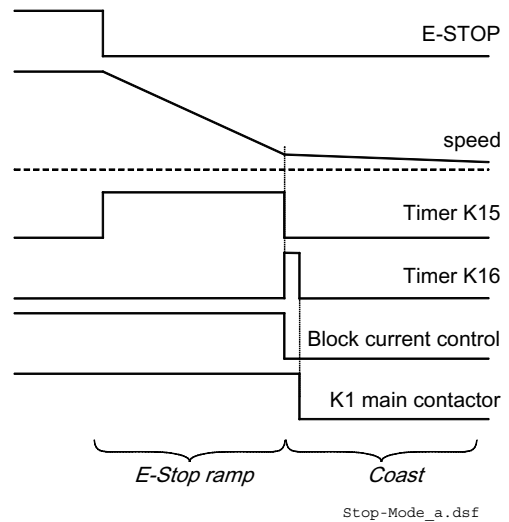 E-STOP
speed
Timer K15
Timer K16
Block current control
K1 main contactor
E-Stop ramp
Coast
Stop-Mode_a.dsf